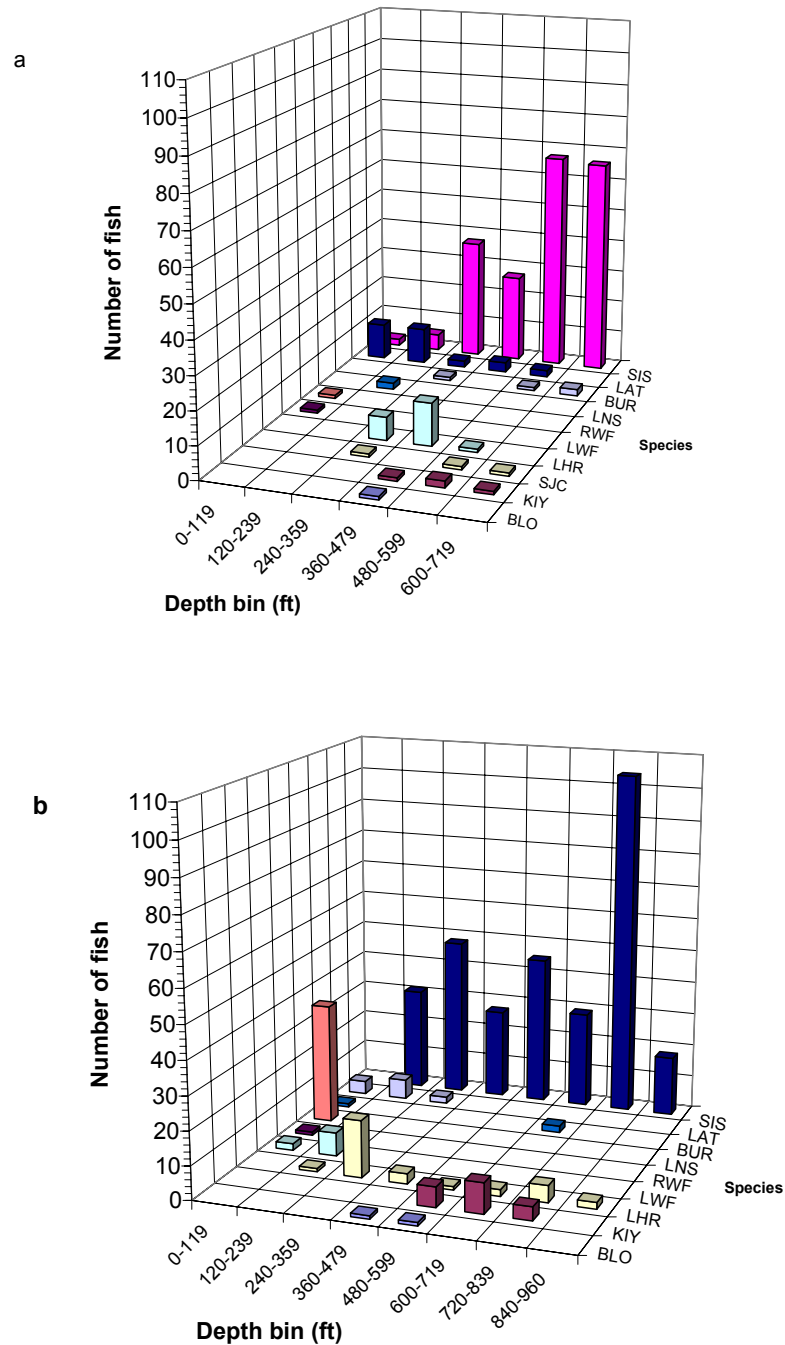 a
110
100
90
80
70
60
50
40
30
20
10
0
Number of fish
0-119
120-239
240-359
360-479
480-599
600-719
Depth bin (ft)
SIS
LAT
BUR
LNS
RWF
LWF
LHR
SJC
KIY
BLO
Species
b
110
100
90
80
70
60
50
40
30
20
10
0
Number of fish
0-119
120-239
240-359
360-479
480-599
600-719
720-839
840-960
Depth bin (ft)
SIS
LAT
BUR
LNS
RWF
LWF
LHR
KIY
BLO
Species